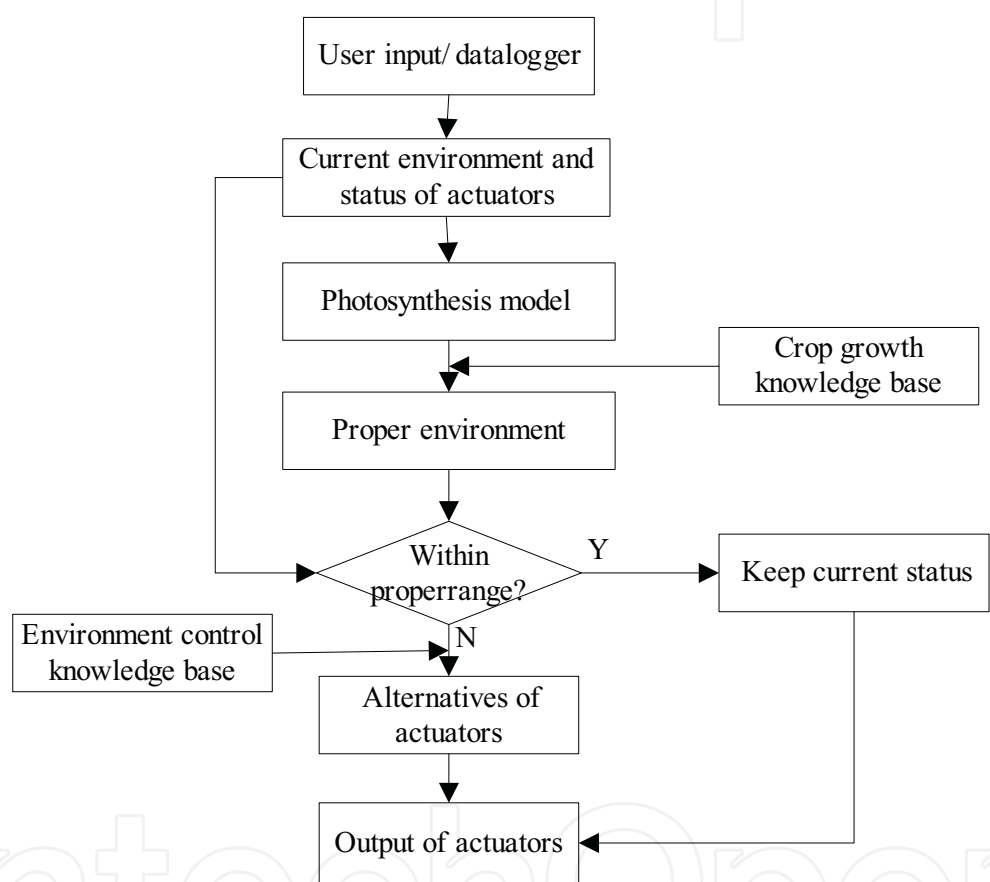 User input/ datalogger
Current environment and
status of actuators
Photosynthesis model
Crop growth
knowledge base
Proper environment
Within
properrange?
Y
Keep current status
N
Environment control
knowledge base
Alternatives of
actuators
Output of actuators